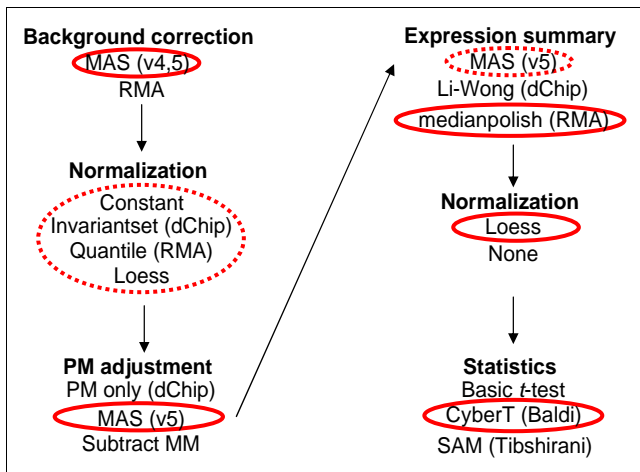 Background correction
MAS (v4,5)
RMA
Normalization
Constant
Invariantset (dChip)
Quantile (RMA)
Loess
PM adjustment
PM only (dChip)
MAS (v5)
Subtract MM
Expression summary
MAS (v5)
Li-Wong (dChip)
medianpolish (RMA)
Normalization
Loess
None
Statistics
Basic t-test
CyberT (Baldi)
SAM (Tibshirani)